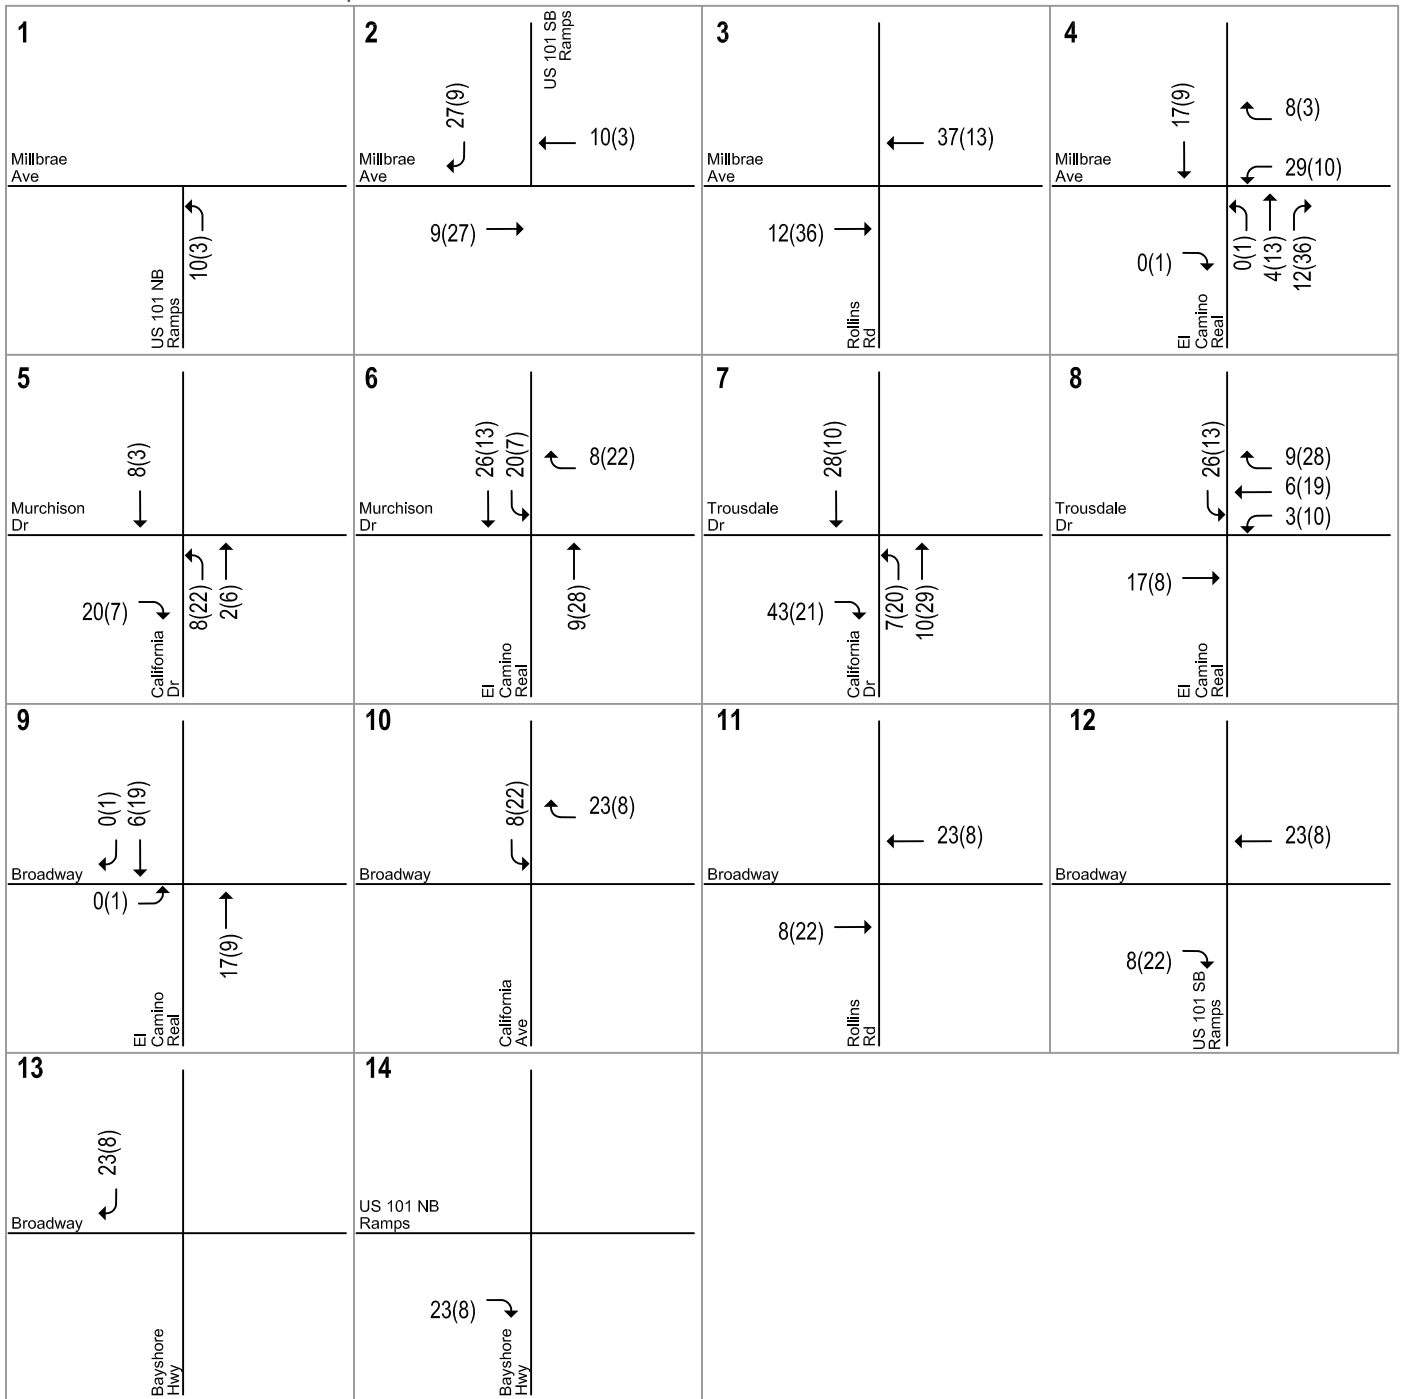 1
Millbrae
Ave
10(3)
US 101 NB
Ramps
2
US 101 SB
Ramps
27(9)
10(3)
Millbrae
Ave
9(27)
3
37(13)
Millbrae
Ave
12(36)
Rollins
Rd
4
17(9)
8(3)
Millbrae
Ave
29(10)
0(1)
0(1)
4(13)
12(36)
El
Camino
Real
5
8(3)
Murchison
Dr
20(7)
8(22)
2(6)
California
Dr
6
26(13)
20(7)
8(22)
Murchison
Dr
9(28)
El
Camino
Real
7
28(10)
Trousdale
Dr
43(21)
7(20)
10(29)
California
Dr
8
26(13)
9(28)
6(19)
3(10)
Trousdale
Dr
17(8)
El
Camino
Real
9
0(1)
6(19)
Broadway
0(1)
17(9)
El
Camino
Real
10
8(22)
23(8)
Broadway
California
Ave
11
23(8)
Broadway
8(22)
Rollins
Rd
12
23(8)
Broadway
8(22)
US 101 SB
Ramps
13
23(8)
Broadway
Bayshore
Hwy
14
US 101 NB
Ramps
23(8)
Bayshore
Hwy